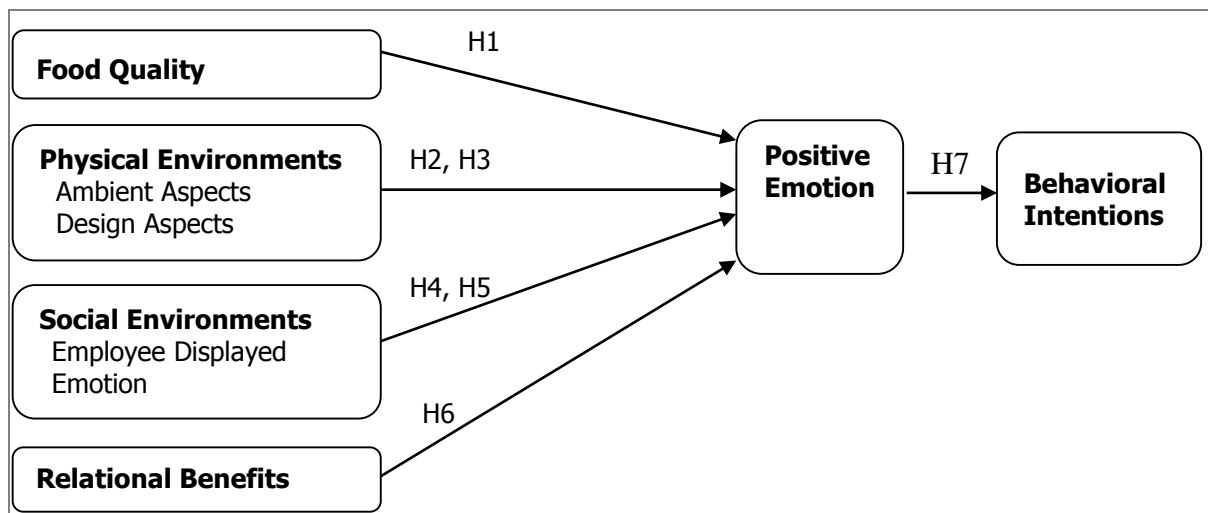 Food Quality
Physical Environments
Ambient Aspects
Design Aspects
Social Environments
Employee Displayed
Emotion
Relational Benefits
H1
H2, H3
H4, H5
H6
Positive
Emotion
H7
Behavioral
Intentions